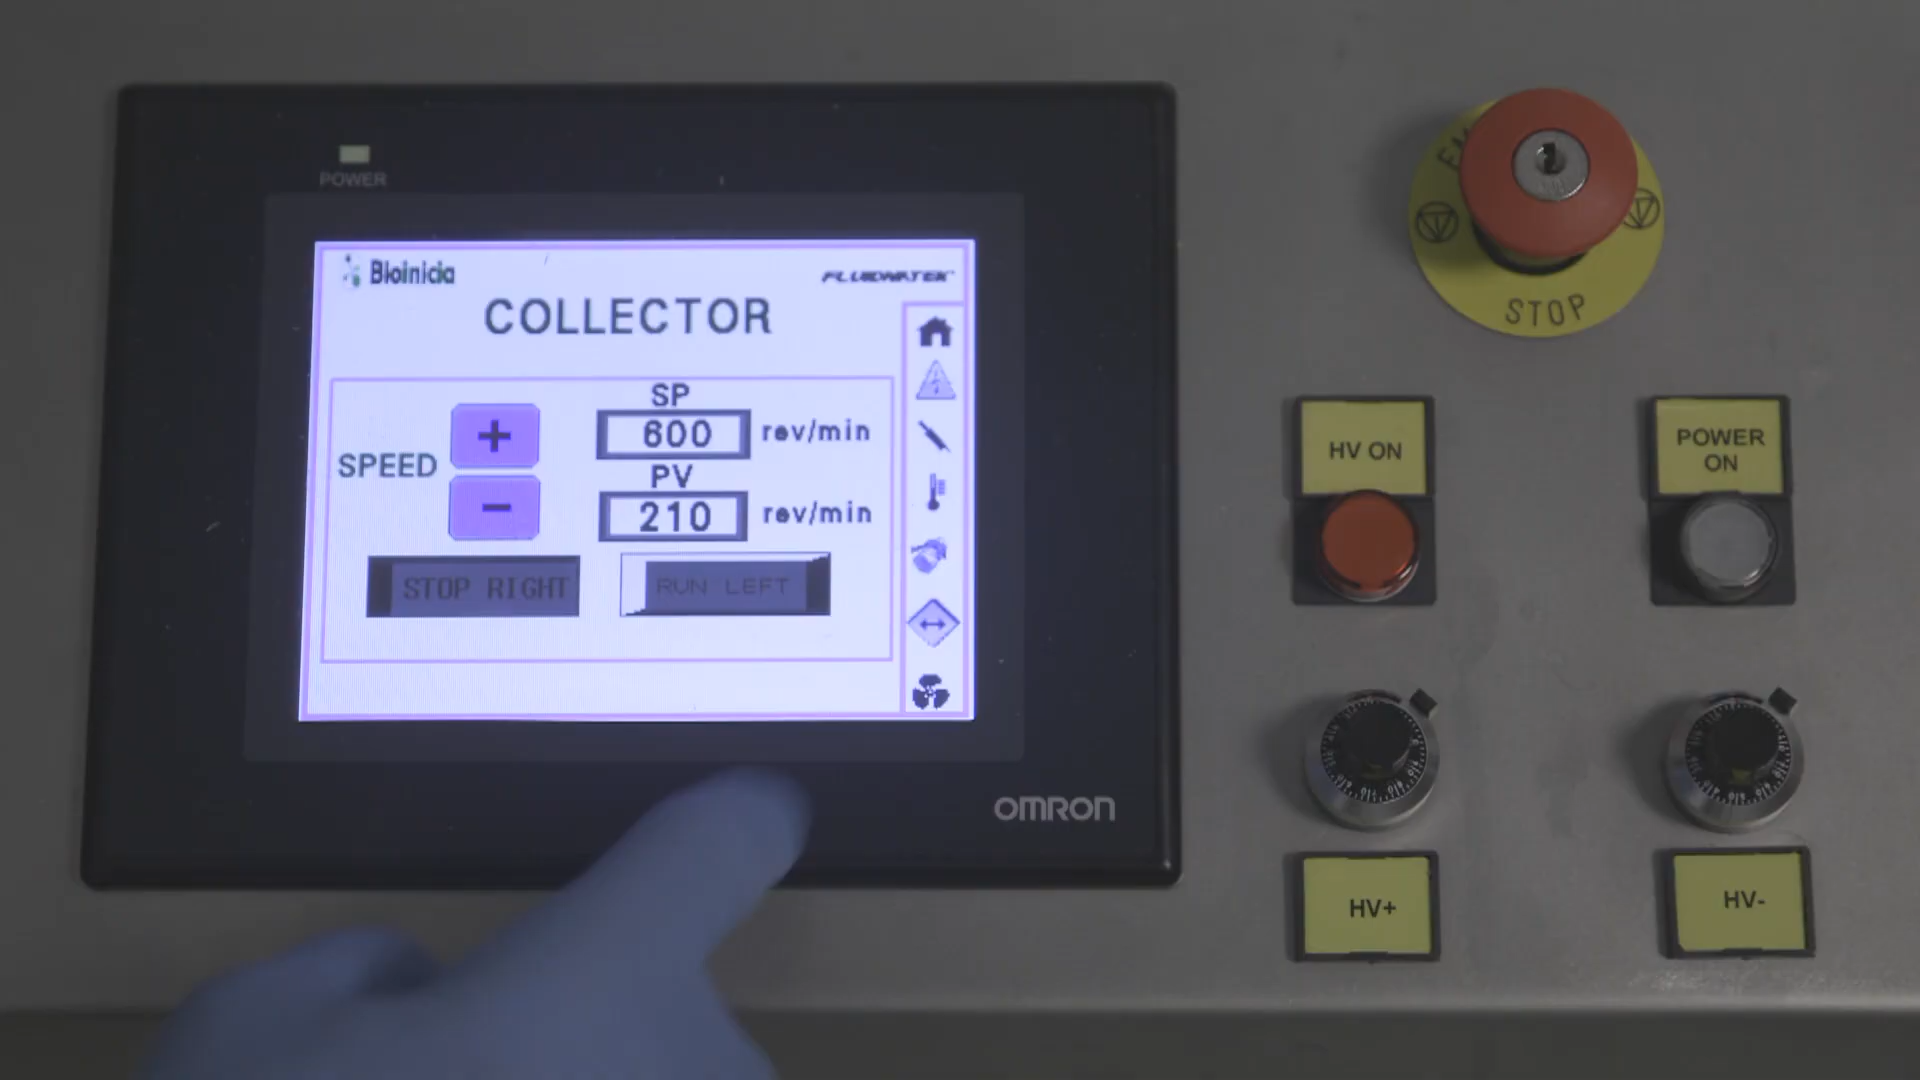 POWER
Bioinicia
FLUIDNATEK
COLLECTOR
SP
+
600 rev/min
SPEED
PV
-
210 rev/min
STOP RIGHT
RUN LEFT
OMRON
STOP
HV ON
POWER
ON
HV+
HV-